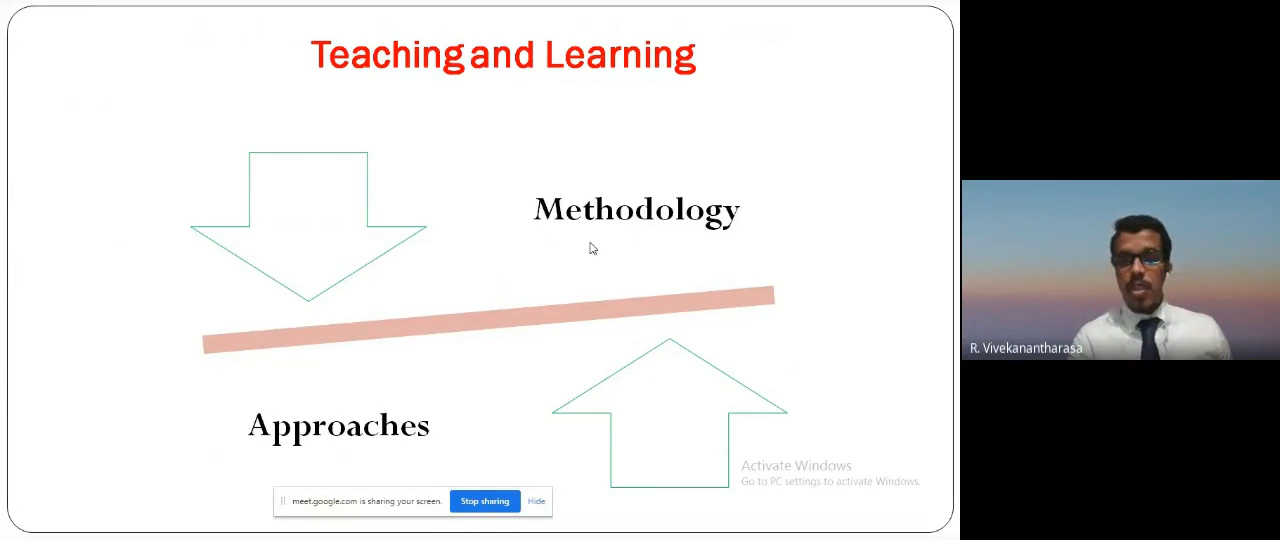 Teaching and Learning
Methodology
R. Vivekanantharasa
Approaches
Activate Windows
Go to PC settings to activate Windows.
meet.google.com is sharing your screen.
Stop sharing
Hide